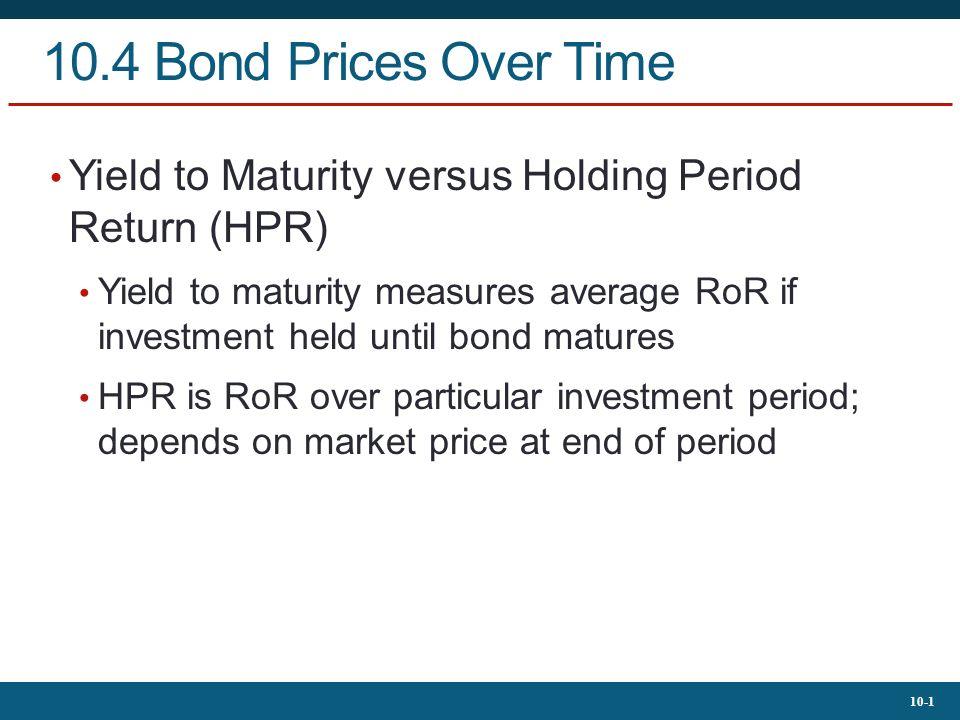 10.4 Bond Prices Over Time
• Yield to Maturity versus Holding Period
Return (HPR)
• Yield to maturity measures average RoR if
investment held until bond matures
• HPR is RoR over particular investment period;
depends on market price at end of period
10-1